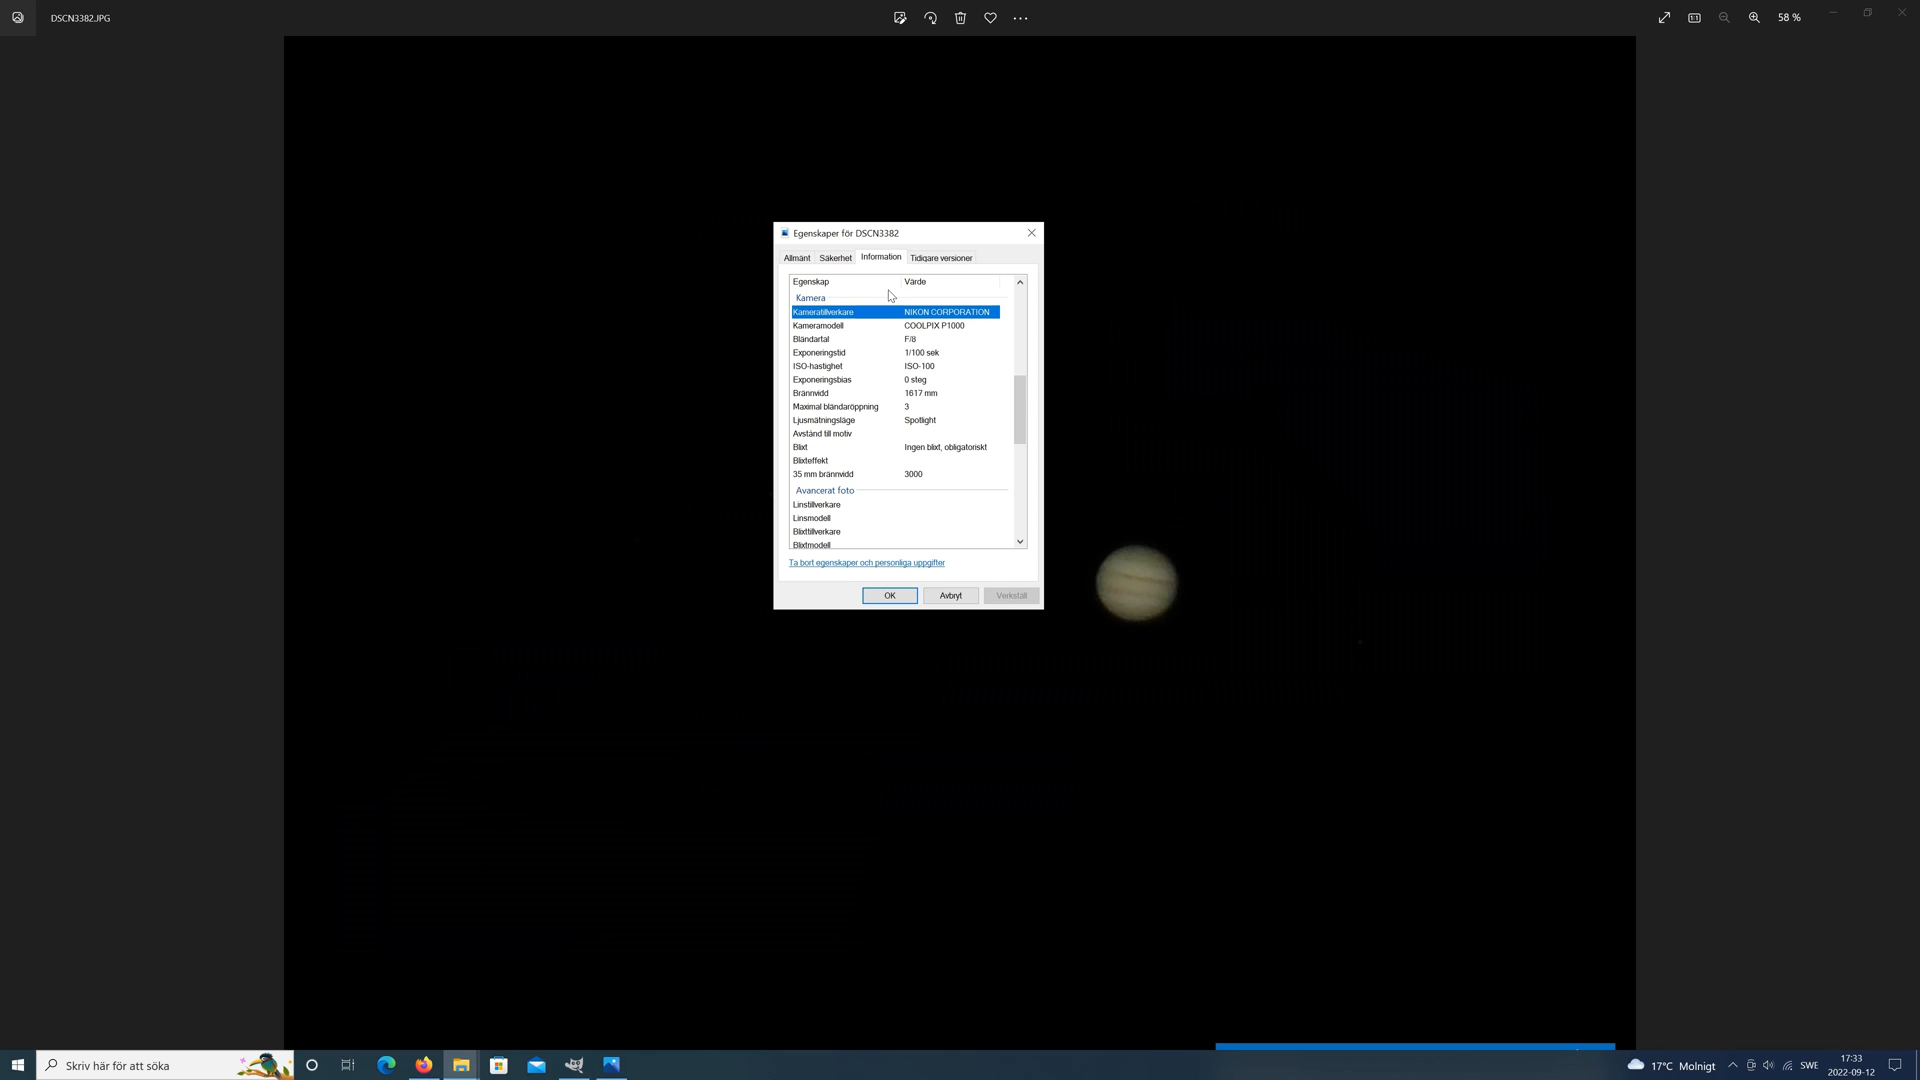 DSCN3382.JPG
58 %
Egenskaper för DSCN3382
Allmänt Säkerhet Information Tidigare versioner
Egenskap Värde
Kamera
Kameratillverkare NIKON CORPORATION
Kameramodell COOLPIX P1000
Bländartal F/8
Exponeringstid 1/100 sek
ISO-hastighet ISO-100
Exponeringsbias 0 steg
Brännvidd 1617 mm
Maximal bländaröppning 3
Ljusmätningsläge Spotlight
Avstånd till motiv
Blixt Ingen blixt, obligatoriskt
Blixteffekt
35 mm brännvidd 3000
Avancerat foto
Linstillverkare
Linsmodell
Blixttillverkare
Blixtmodell
Ta bort egenskaper och personliga uppgifter
OK Avbryt Verkställ
Skriv här för att söka
17°C Molnigt SWE 17:33
2022-09-12